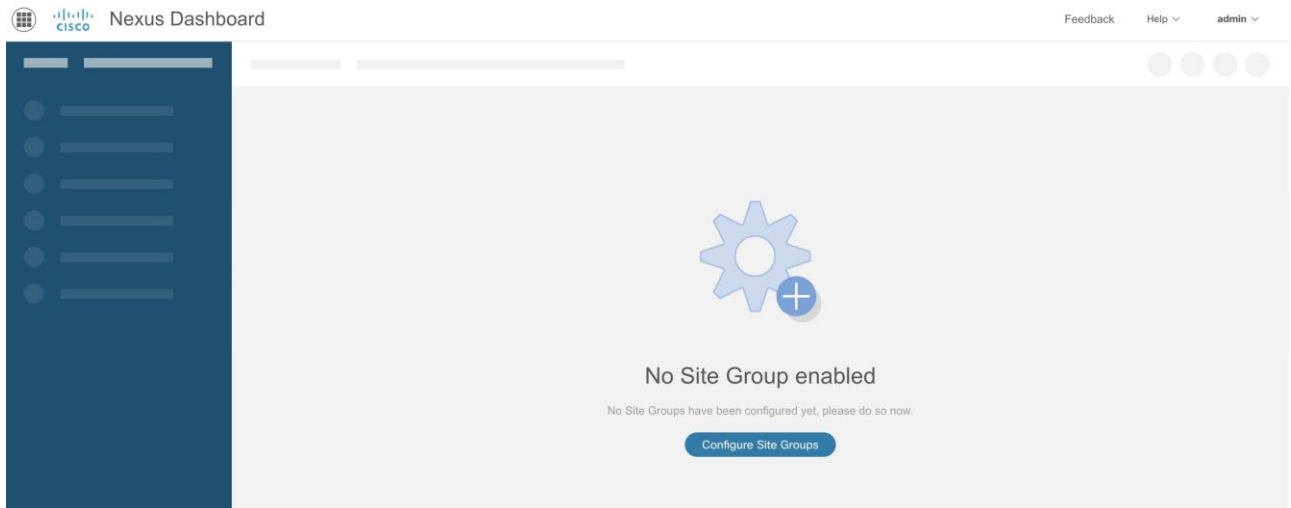 CISCO Nexus Dashboard Feedback Help admin
No Site Group enabled
No Site Groups have been configured yet, please do so now.
Configure Site Groups